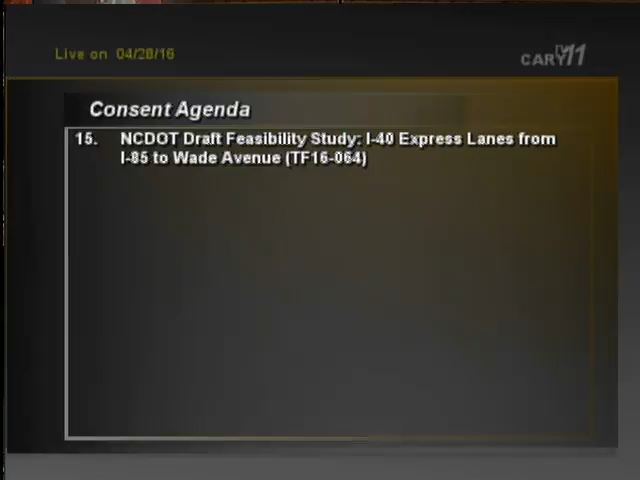 Live on 04/28/16
CARY TV 11
Consent Agenda
15. NCDOT Draft Feasibility Study: I-40 Express Lanes from
I-85 to Wade Avenue (TF16-064)